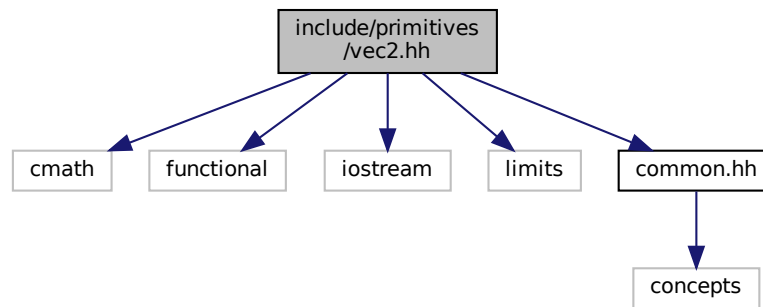 include/primitives
/vec2.hh
cmath
functional
iostream
limits
common.hh
concepts